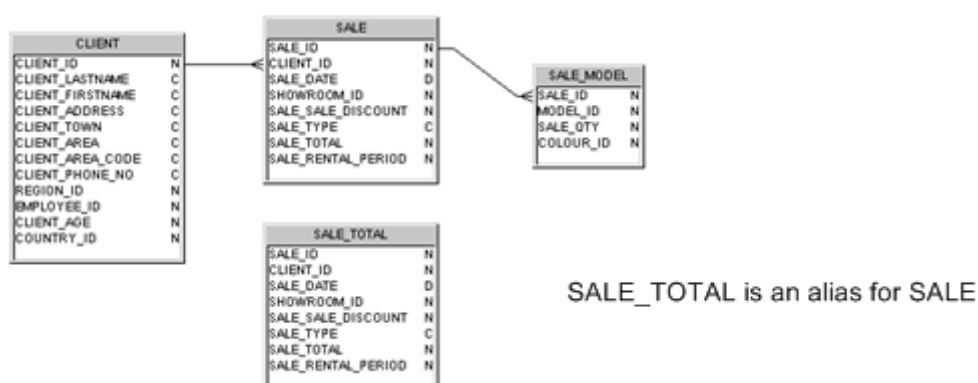 CLIENT
CLIENT_ID N
CLIENT_LASTNAME C
CLIENT_FIRSTNAME C
CLIENT_ADDRESS C
CLIENT_TOWN C
CLIENT_AREA C
CLIENT_AREA_CODE C
CLIENT_PHONE_NO C
REGION_ID N
EMPLOYEE_ID N
CLIENT_AGE N
COUNTRY_ID N
SALE
SALE_ID N
CLIENT_ID N
SALE_DATE D
SHOWROOM_ID N
SALE_SALE_DISCOUNT N
SALE_TYPE C
SALE_TOTAL N
SALE_RENTAL_PERIOD N
SALE_MODEL
SALE_ID N
MODEL_ID N
SALE_QTY N
COLOUR_ID N
SALE_TOTAL
SALE_ID N
CLIENT_ID N
SALE_DATE D
SHOWROOM_ID N
SALE_SALE_DISCOUNT N
SALE_TYPE C
SALE_TOTAL N
SALE_RENTAL_PERIOD N
SALE_TOTAL is an alias for SALE